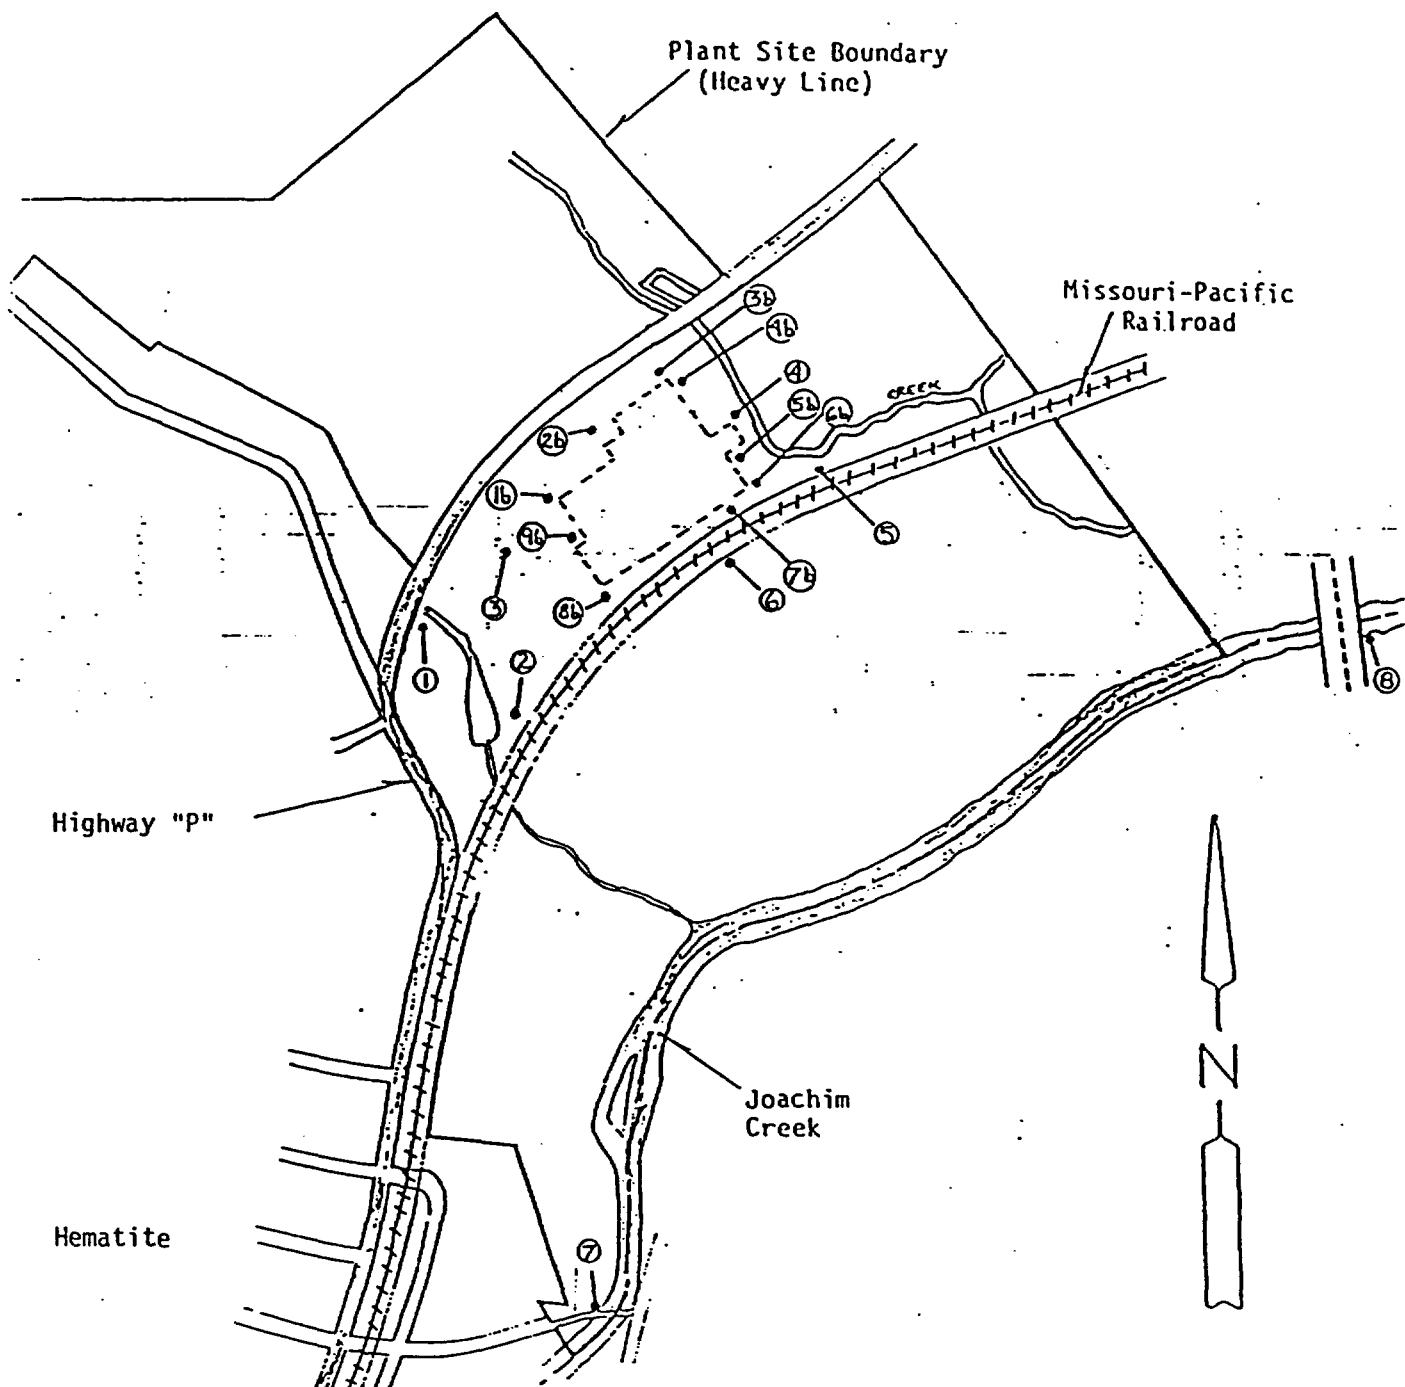 Plant Site Boundary
(Heavy Line)
Missouri-Pacific
Railroad
3b
4b
4
CREEK
5b
6b
2b
1b
5
9b
7b
6
3
8b
2
1
8
Highway "P"
N
Joachim
Creek
Hematite
7